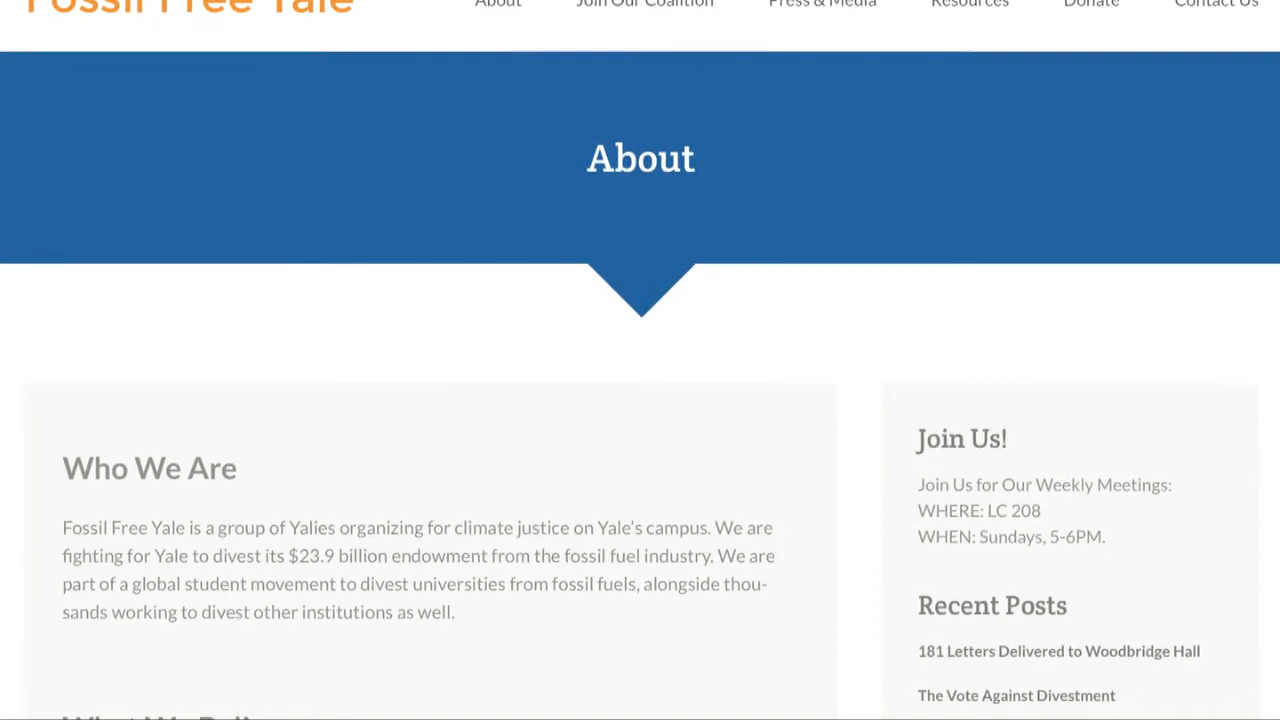 Fossil Free Yale
About
Join Our Coalition
Press & Media
Resources
Donate
Contact Us
About
Who We Are
Fossil Free Yale is a group of Yalies organizing for climate justice on Yale's campus. We are
fighting for Yale to divest its $23.9 billion endowment from the fossil fuel industry. We are
part of a global student movement to divest universities from fossil fuels, alongside thou-
sands working to divest other institutions as well.
Join Us!
Join Us for Our Weekly Meetings:
WHERE: LC 208
WHEN: Sundays, 5-6PM.
Recent Posts
181 Letters Delivered to Woodbridge Hall
The Vote Against Divestment